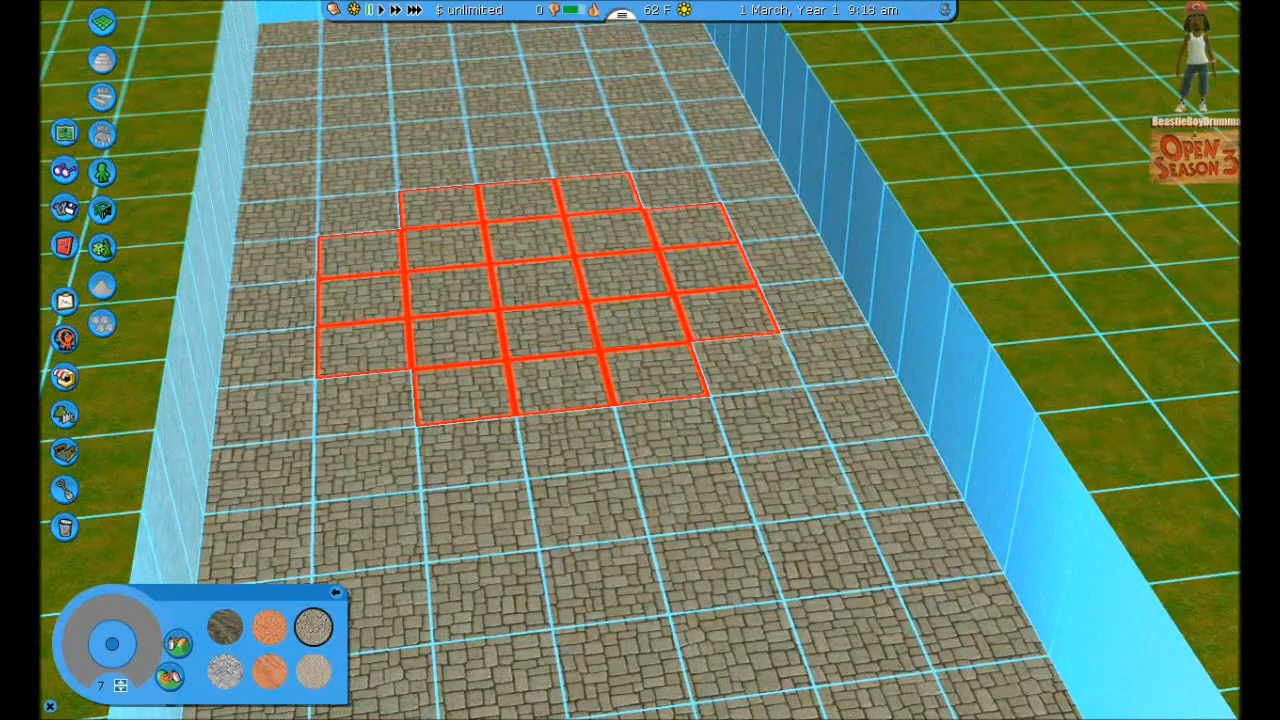 $ unlimited 0 62 F 1 March, Year 1 9:18 am
BeastieBoyDrumma
OPEN
SEASON 3
7